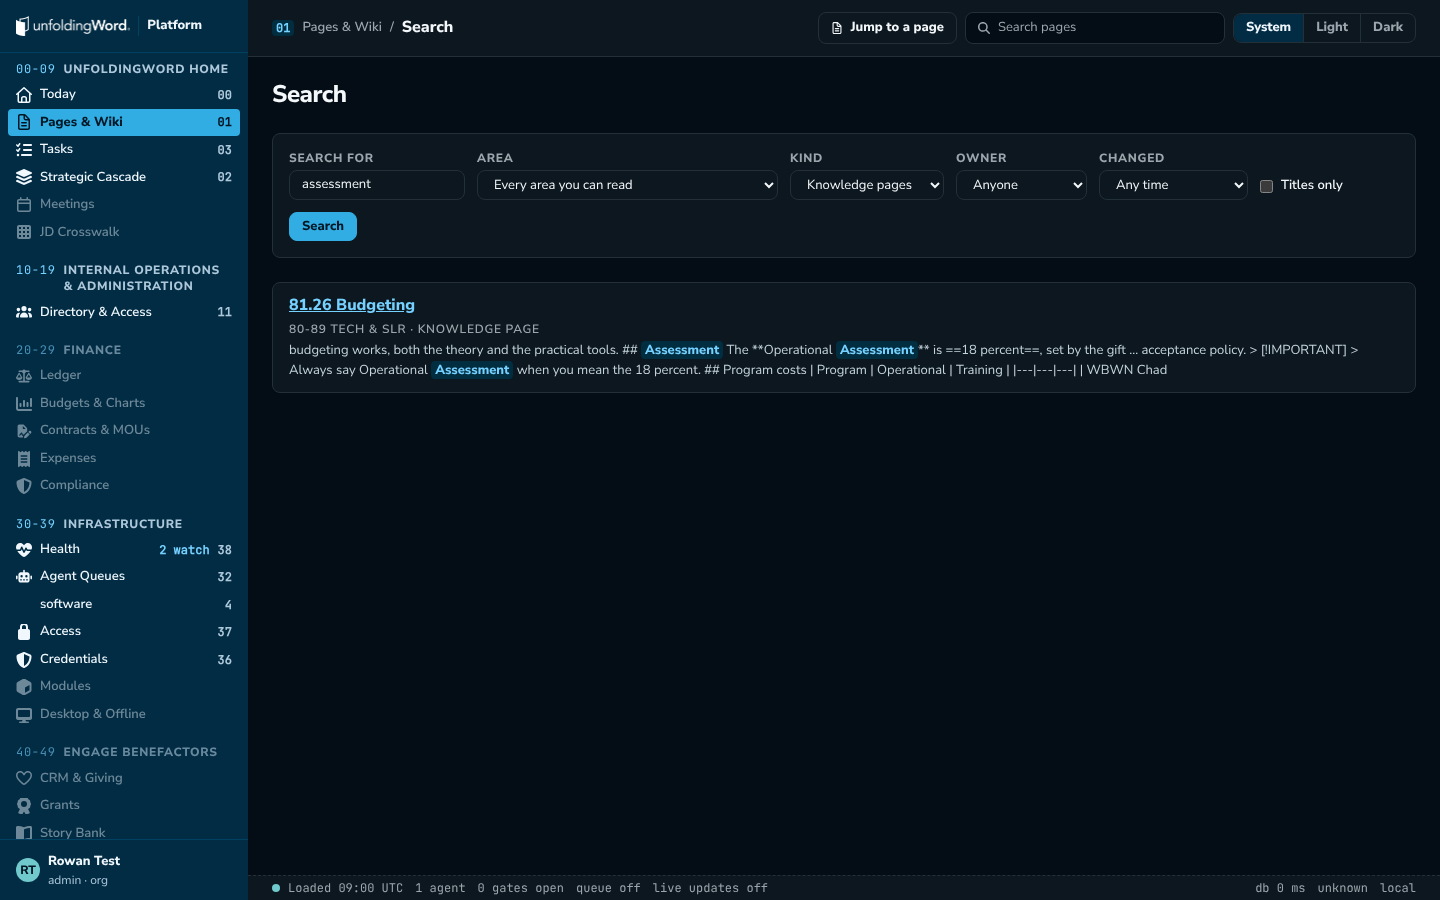 unfoldingWord. Platform
00-09 UNFOLDINGWORD HOME
Today 00
Pages & Wiki 01
Tasks 03
Strategic Cascade 02
Meetings
JD Crosswalk
10-19 INTERNAL OPERATIONS
& ADMINISTRATION
Directory & Access 11
20-29 FINANCE
Ledger
Budgets & Charts
Contracts & MOUs
Expenses
Compliance
30-39 INFRASTRUCTURE
Health 2 watch 38
Agent Queues 32
software 4
Access 37
Credentials 36
Modules
Desktop & Offline
40-49 ENGAGE BENEFACTORS
CRM & Giving
Grants
Story Bank
RT Rowan Test
admin · org
01 Pages & Wiki / Search
Jump to a page
Search pages
System Light Dark
Search
SEARCH FOR AREA KIND OWNER CHANGED
assessment Every area you can read Knowledge pages Anyone Any time Titles only
Search
81.26 Budgeting
80-89 TECH & SLR · KNOWLEDGE PAGE
budgeting works, both the theory and the practical tools. ## Assessment The **Operational Assessment** is ==18 percent==, set by the gift ... acceptance policy. > [!IMPORTANT] >
Always say Operational Assessment when you mean the 18 percent. ## Program costs | Program | Operational | Training | |---|---|---| | WBWN Chad
Loaded 09:00 UTC 1 agent 0 gates open queue off live updates off
db 0 ms unknown local